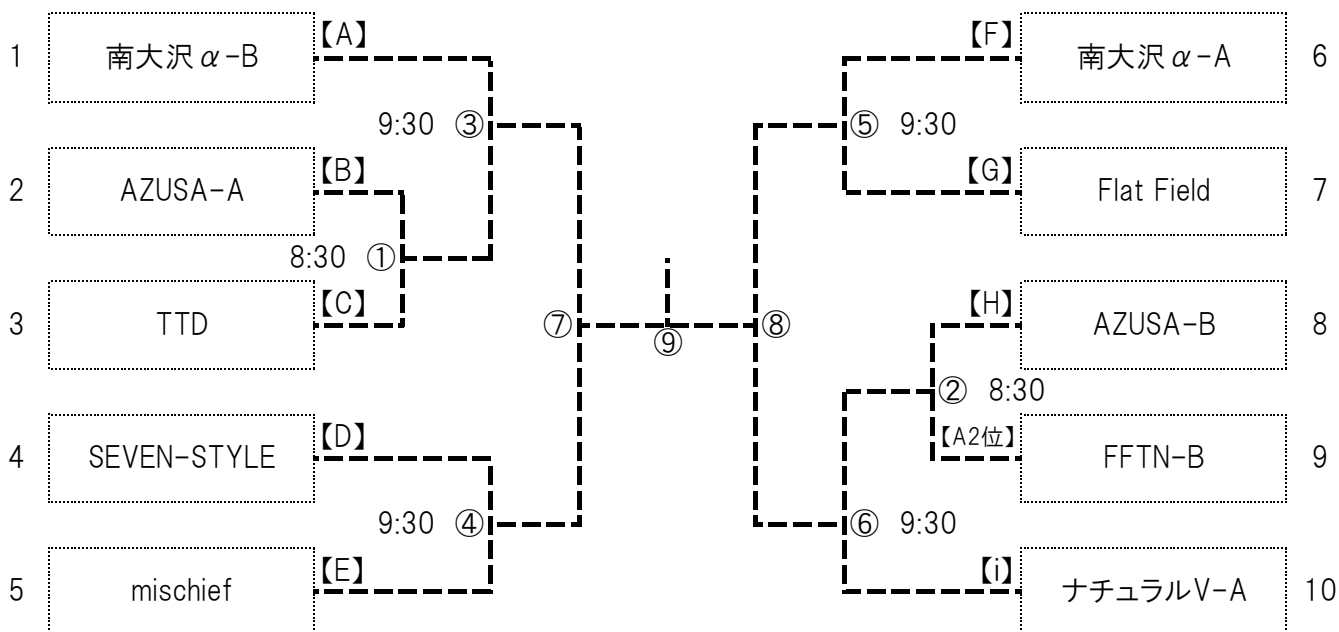 1 南大沢α-B 【A】
【F】 南大沢α-A 6
9:30 ③
⑤ 9:30
2 AZUSA-A 【B】
【G】 Flat Field 7
8:30 ①
3 TTD 【C】
【H】 AZUSA-B 8
⑦
⑨
⑧
② 8:30
4 SEVEN-STYLE 【D】
【A2位】 FFTN-B 9
9:30 ④
⑥ 9:30
5 mischief 【E】
【i】 ナチュラルV-A 10